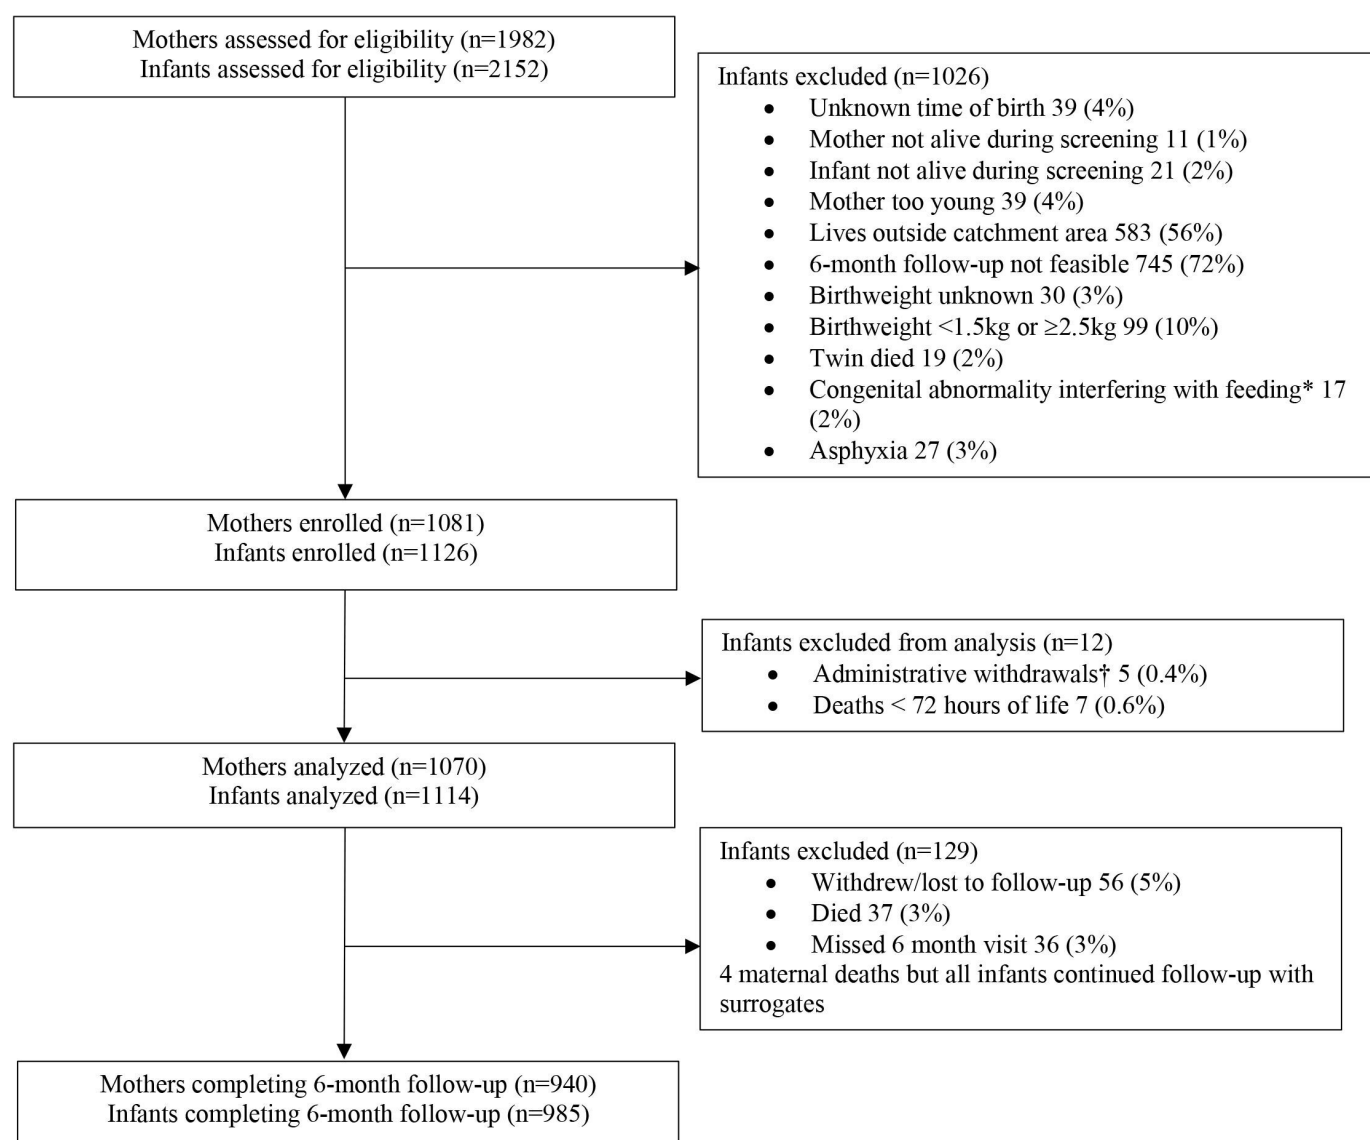 Mothers assessed for eligibility (n=1982)
Infants assessed for eligibility (n=2152)
Infants excluded (n=1026)
• Unknown time of birth 39 (4%)
• Mother not alive during screening 11 (1%)
• Infant not alive during screening 21 (2%)
• Mother too young 39 (4%)
• Lives outside catchment area 583 (56%)
• 6-month follow-up not feasible 745 (72%)
• Birthweight unknown 30 (3%)
• Birthweight <1.5kg or ≥2.5kg 99 (10%)
• Twin died 19 (2%)
• Congenital abnormality interfering with feeding* 17
(2%)
• Asphyxia 27 (3%)
Mothers enrolled (n=1081)
Infants enrolled (n=1126)
Infants excluded from analysis (n=12)
• Administrative withdrawals† 5 (0.4%)
• Deaths < 72 hours of life 7 (0.6%)
Mothers analyzed (n=1070)
Infants analyzed (n=1114)
Infants excluded (n=129)
• Withdrew/lost to follow-up 56 (5%)
• Died 37 (3%)
• Missed 6 month visit 36 (3%)
4 maternal deaths but all infants continued follow-up with
surrogates
Mothers completing 6-month follow-up (n=940)
Infants completing 6-month follow-up (n=985)